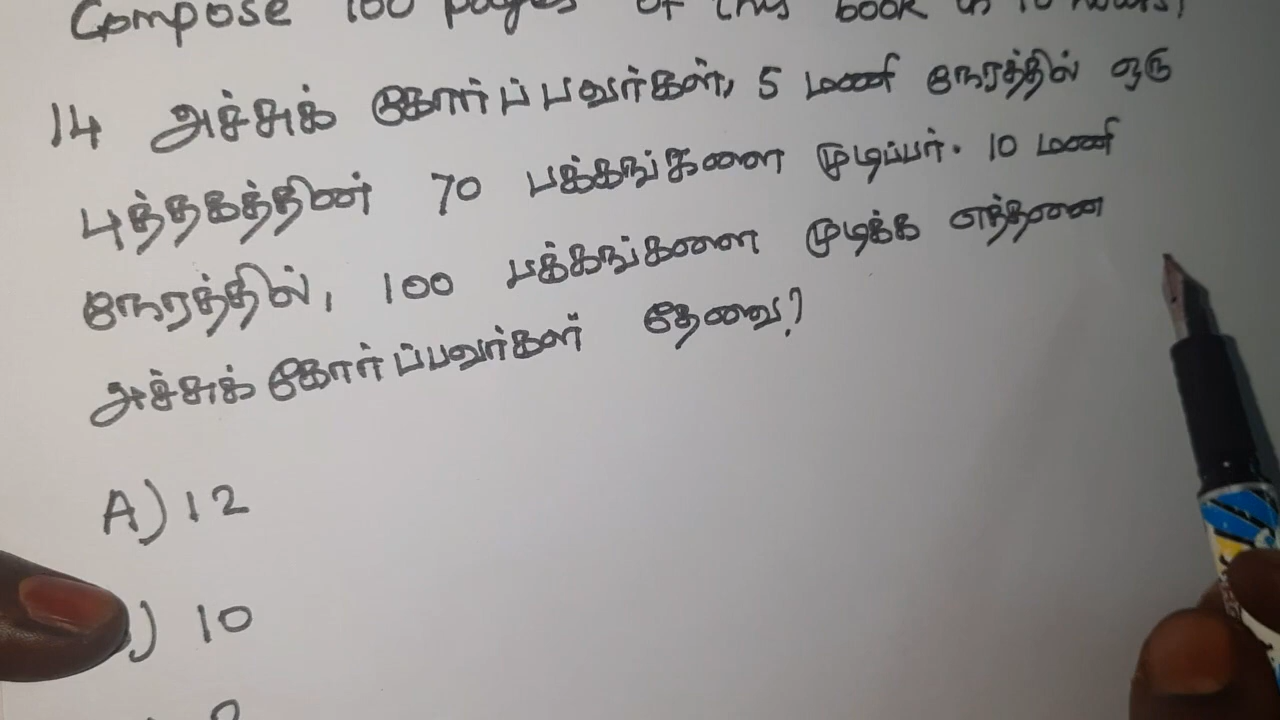 Compose 100 pages of this book in 10 hours?
14 அச்சுக் கோர்ப்பவர்கள், 5 மணி நேரத்தில் ஒரு
புத்தகத்தின் 70 பக்கங்களை முடிப்பர். 10 மணி
நேரத்தில், 100 பக்கங்களை முடிக்க எத்தனை
அச்சுக் கோர்ப்பவர்கள் தேவை?
A) 12
) 10